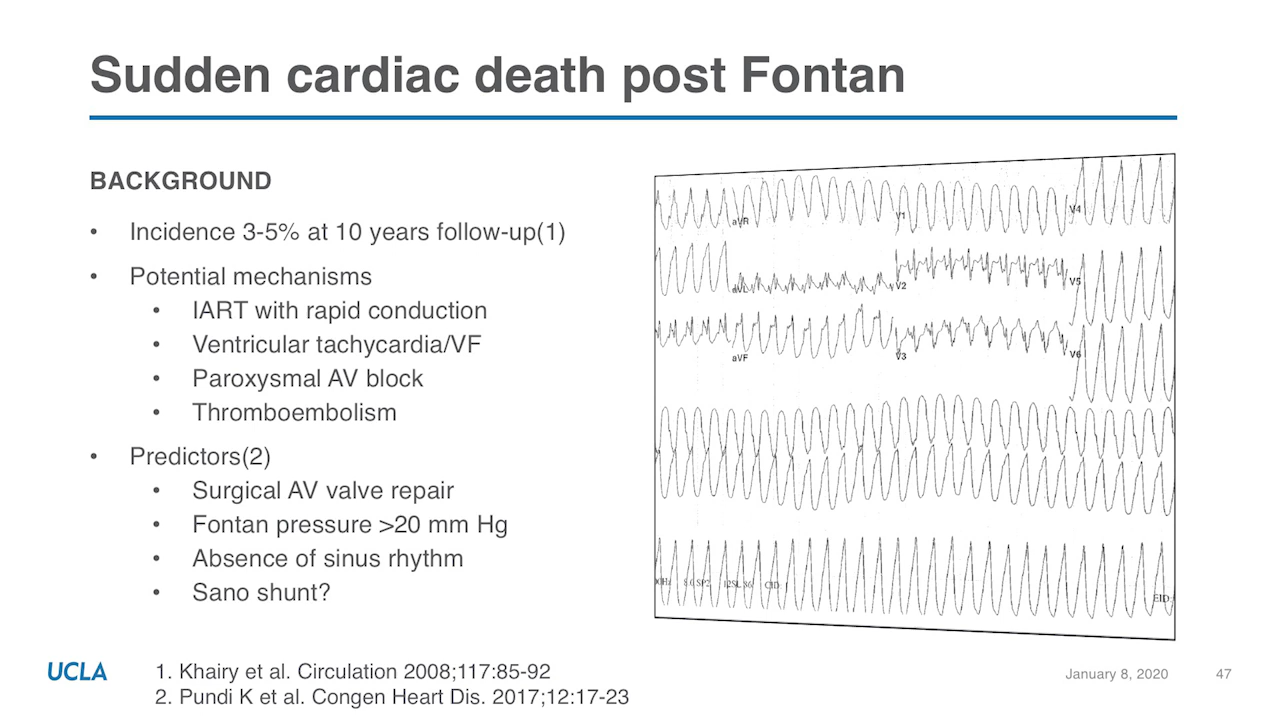 Sudden cardiac death post Fontan
BACKGROUND
• Incidence 3-5% at 10 years follow-up(1)
• Potential mechanisms
• IART with rapid conduction
• Ventricular tachycardia/VF
• Paroxysmal AV block
• Thromboembolism
• Predictors(2)
• Surgical AV valve repair
• Fontan pressure >20 mm Hg
• Absence of sinus rhythm
• Sano shunt?
aVR
V1
V4
aVL
V2
V5
aVF
V3
V6
12SL
CID:
EID:
UCLA
1. Khairy et al. Circulation 2008;117:85-92
2. Pundi K et al. Congen Heart Dis. 2017;12:17-23
January 8, 2020
47